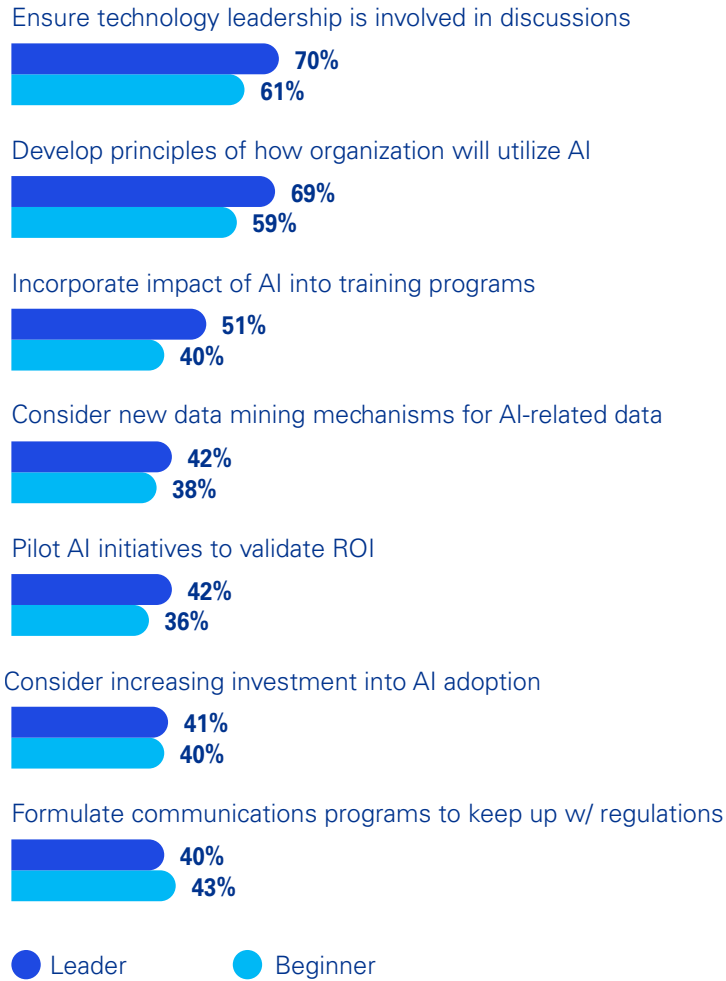 Ensure technology leadership is involved in discussions
70%
61%
Develop principles of how organization will utilize AI
69%
59%
Incorporate impact of AI into training programs
51%
40%
Consider new data mining mechanisms for AI-related data
42%
38%
Pilot AI initiatives to validate ROI
42%
36%
Consider increasing investment into AI adoption
41%
40%
Formulate communications programs to keep up w/ regulations
40%
43%
Leader Beginner